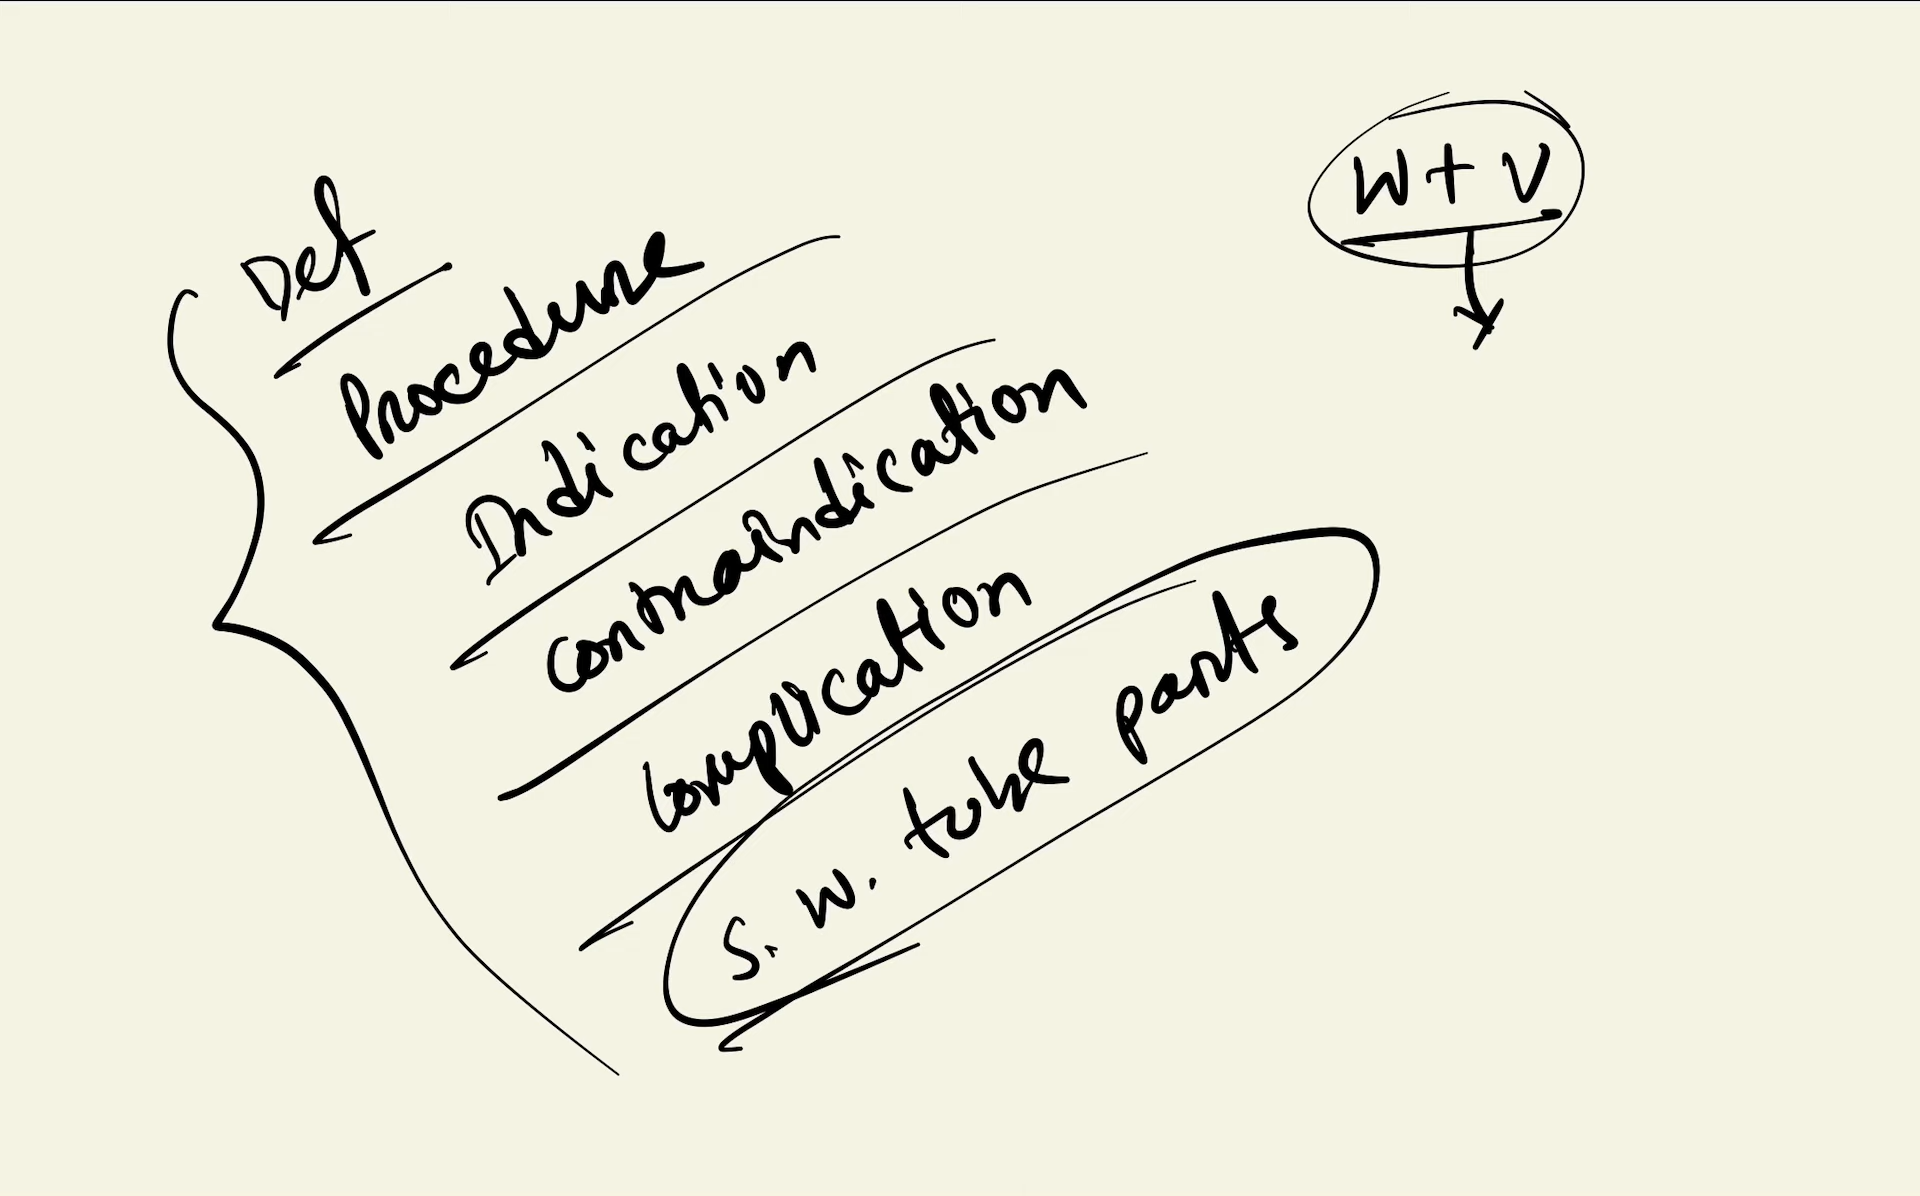 W + V
Def
Procedure
Indication
Contraindication
Complication
S. W. tube parts